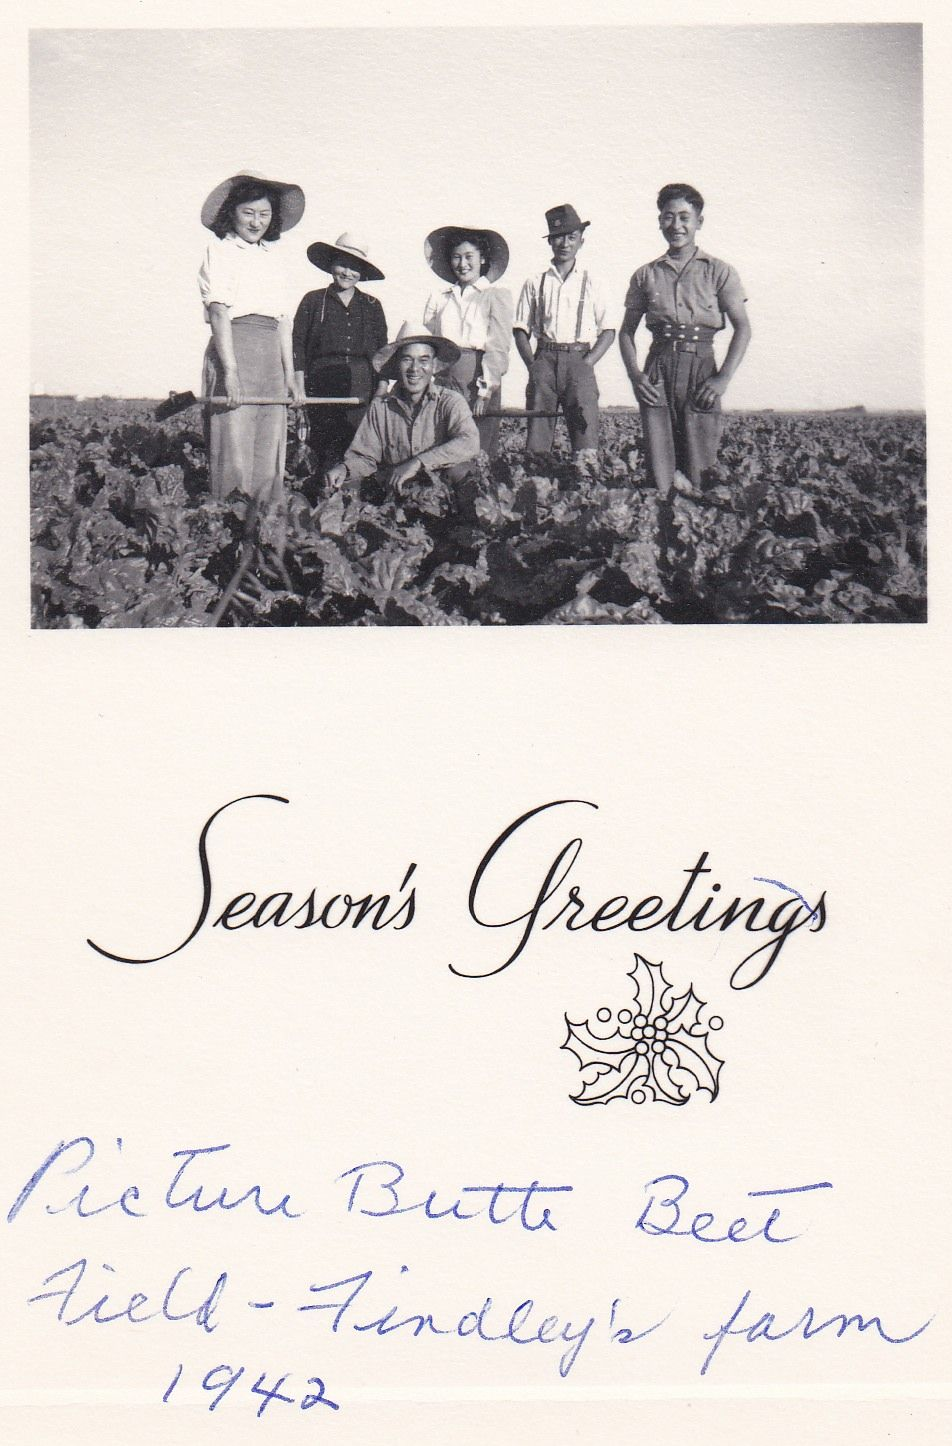 Season's Greetings
Picture Butte Beet
Field - Findley's farm
1942